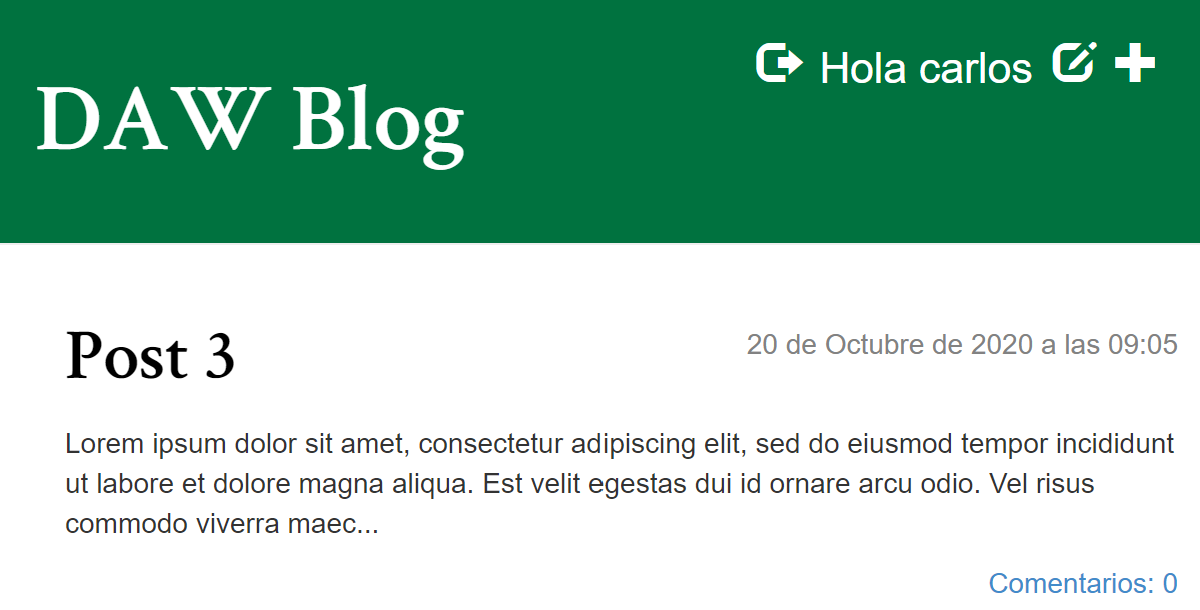 Hola carlos
DAW Blog
Post 3
20 de Octubre de 2020 a las 09:05
Lorem ipsum dolor sit amet, consectetur adipiscing elit, sed do eiusmod tempor incididunt
ut labore et dolore magna aliqua. Est velit egestas dui id ornare arcu odio. Vel risus
commodo viverra maec...
Comentarios: 0